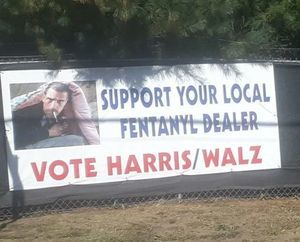 SUPPORT YOUR LOCAL
FENTANYL DEALER
VOTE HARRIS/WALZ